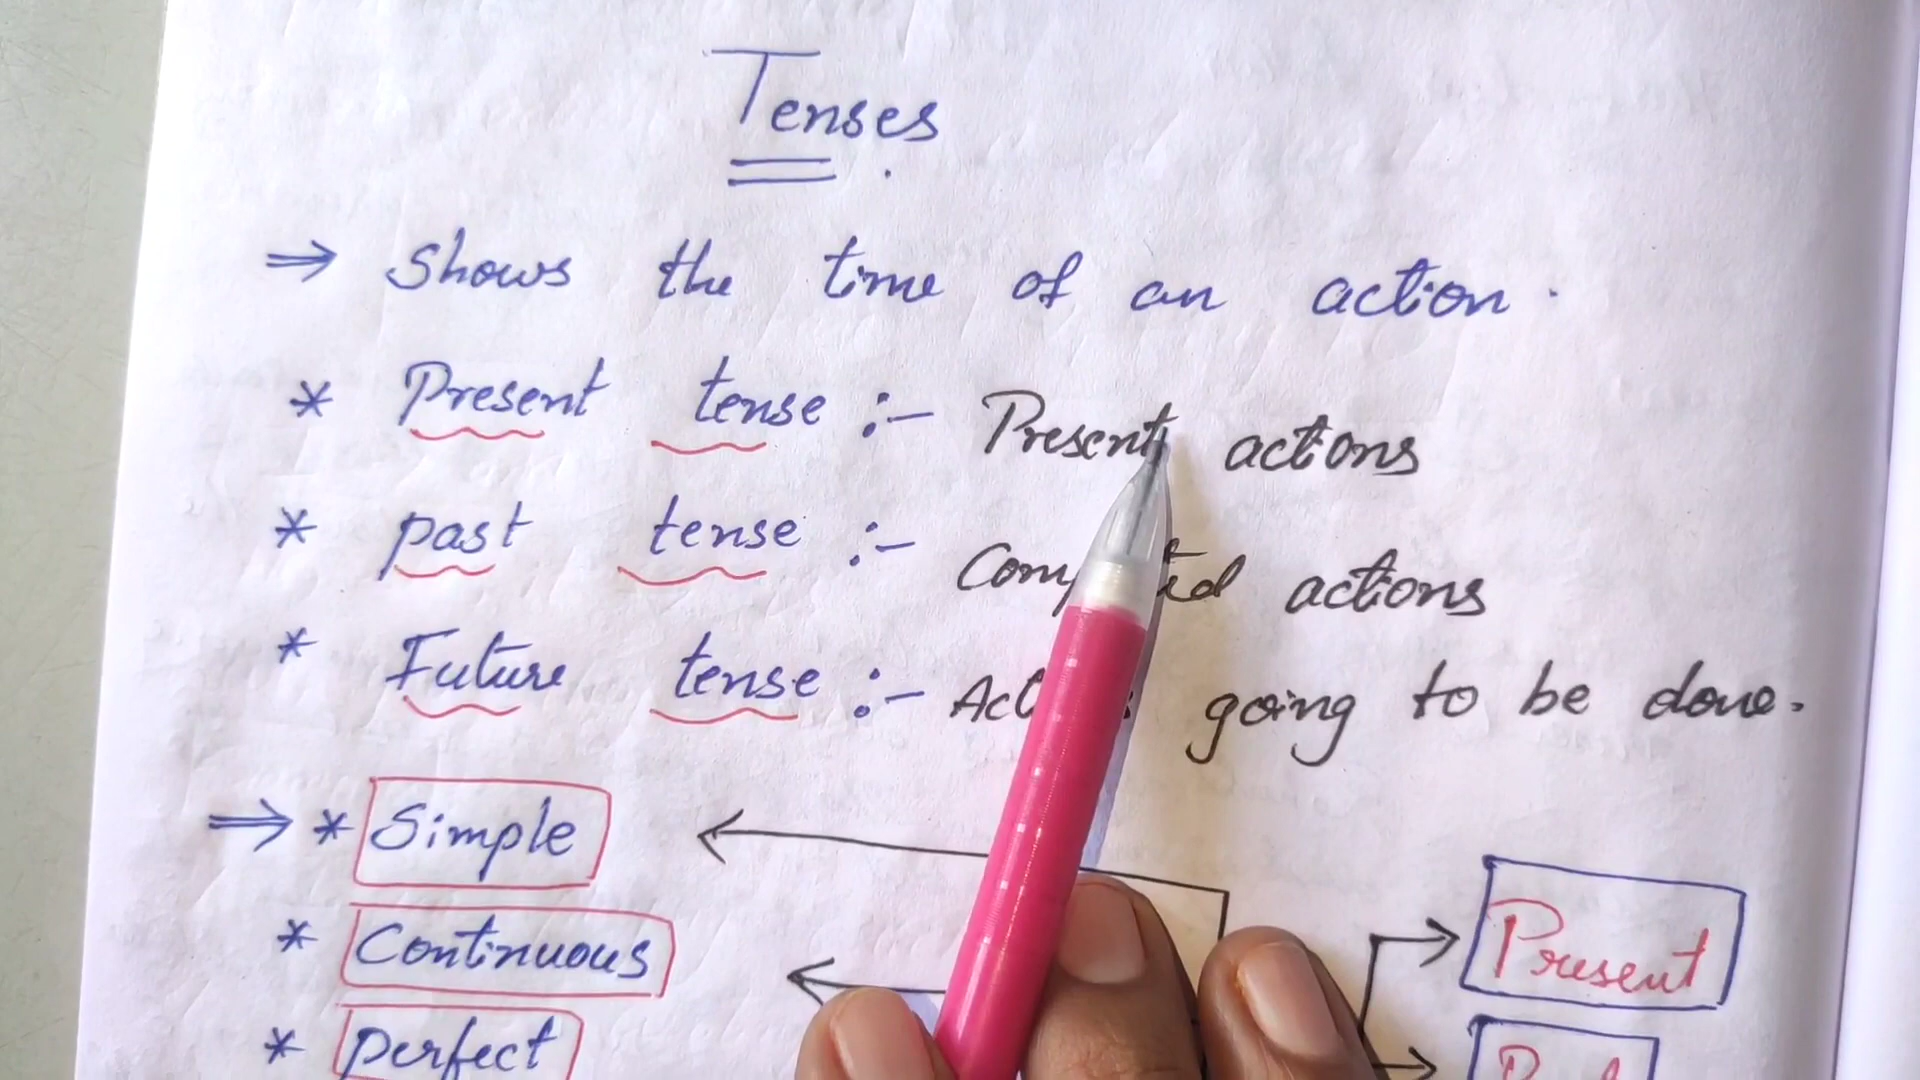 Tenses
⇒ Shows the time of an action.
* Present tense :- Present actions
* past tense :- actions
* Future tense :- going to be done.
⇒ * Simple
* Continuous
Present
* perfect